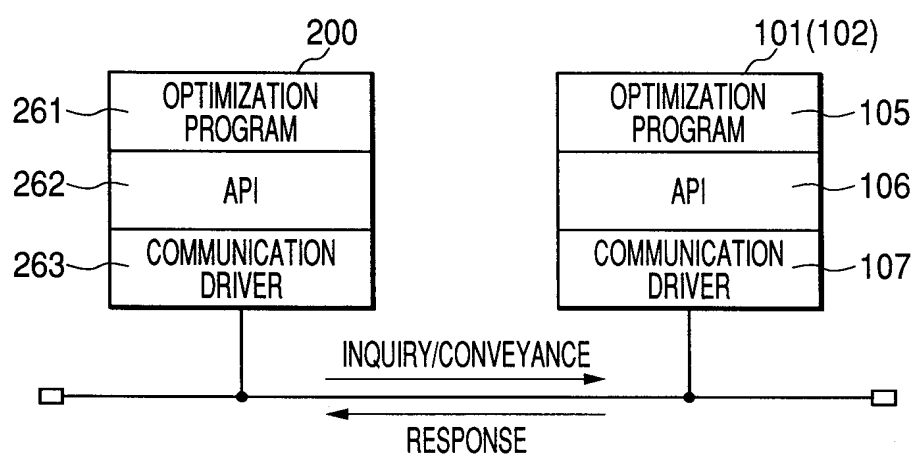 200
101(102)
261
OPTIMIZATION
PROGRAM
OPTIMIZATION
PROGRAM
105
262
API
API
106
263
COMMUNICATION
DRIVER
COMMUNICATION
DRIVER
107
INQUIRY/CONVEYANCE
RESPONSE